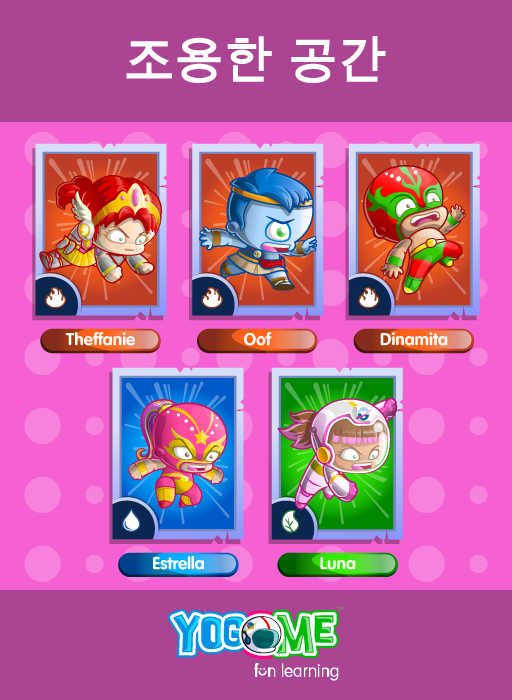 조용한 공간
Theffanie
Oof
Dinamita
Estrella
Luna
YOGOME
fun learning